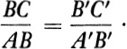 BC/AB = B'C'/A'B'.